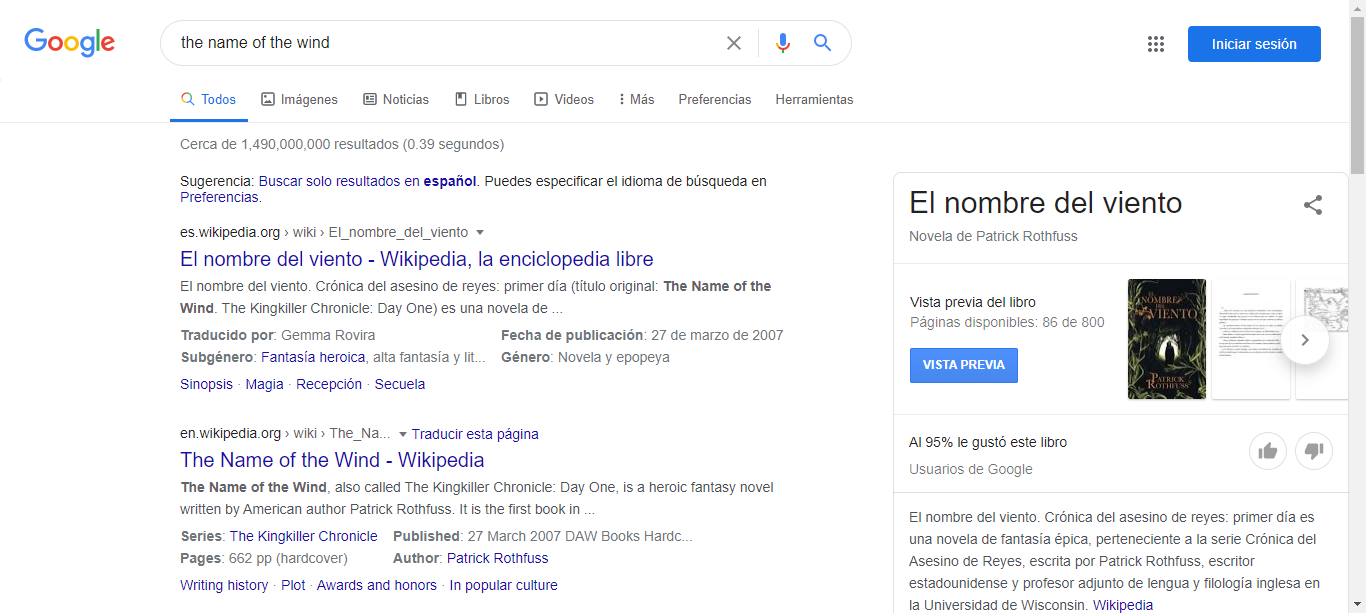 Google
the name of the wind
Iniciar sesión
Todos
Imágenes
Noticias
Libros
Videos
Más
Preferencias
Herramientas
Cerca de 1,490,000,000 resultados (0.39 segundos)
Sugerencia: Buscar solo resultados en español. Puedes especificar el idioma de búsqueda en
Preferencias.
es.wikipedia.org › wiki › El_nombre_del_viento
El nombre del viento - Wikipedia, la enciclopedia libre
El nombre del viento. Crónica del asesino de reyes: primer día (título original: The Name of the
Wind. The Kingkiller Chronicle: Day One) es una novela de ...
Traducido por: Gemma Rovira
Fecha de publicación: 27 de marzo de 2007
Subgénero: Fantasía heroica, alta fantasía y lit...
Género: Novela y epopeya
Sinopsis · Magia · Recepción · Secuela
en.wikipedia.org › wiki › The_Na...
Traducir esta página
The Name of the Wind - Wikipedia
The Name of the Wind, also called The Kingkiller Chronicle: Day One, is a heroic fantasy novel
written by American author Patrick Rothfuss. It is the first book in ...
Series: The Kingkiller Chronicle
Published: 27 March 2007 DAW Books Hardc...
Pages: 662 pp (hardcover)
Author: Patrick Rothfuss
Writing history · Plot · Awards and honors · In popular culture
El nombre del viento
Novela de Patrick Rothfuss
Vista previa del libro
Páginas disponibles: 86 de 800
VISTA PREVIA
EL
NOMBRE
DEL
VIENTO
PATRICK
ROTHFUSS
Al 95% le gustó este libro
Usuarios de Google
El nombre del viento. Crónica del asesino de reyes: primer día es
una novela de fantasía épica, perteneciente a la serie Crónica del
Asesino de Reyes, escrita por Patrick Rothfuss, escritor
estadounidense y profesor adjunto de lengua y filología inglesa en
la Universidad de Wisconsin. Wikipedia